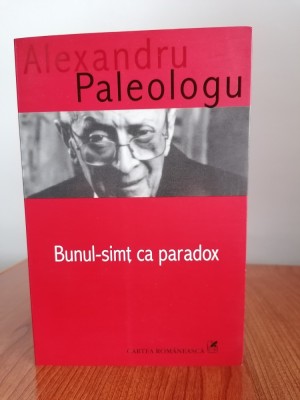 Alexandru
Paleologu
Bunul-simț ca paradox
CARTEA ROMÂNEASCĂ